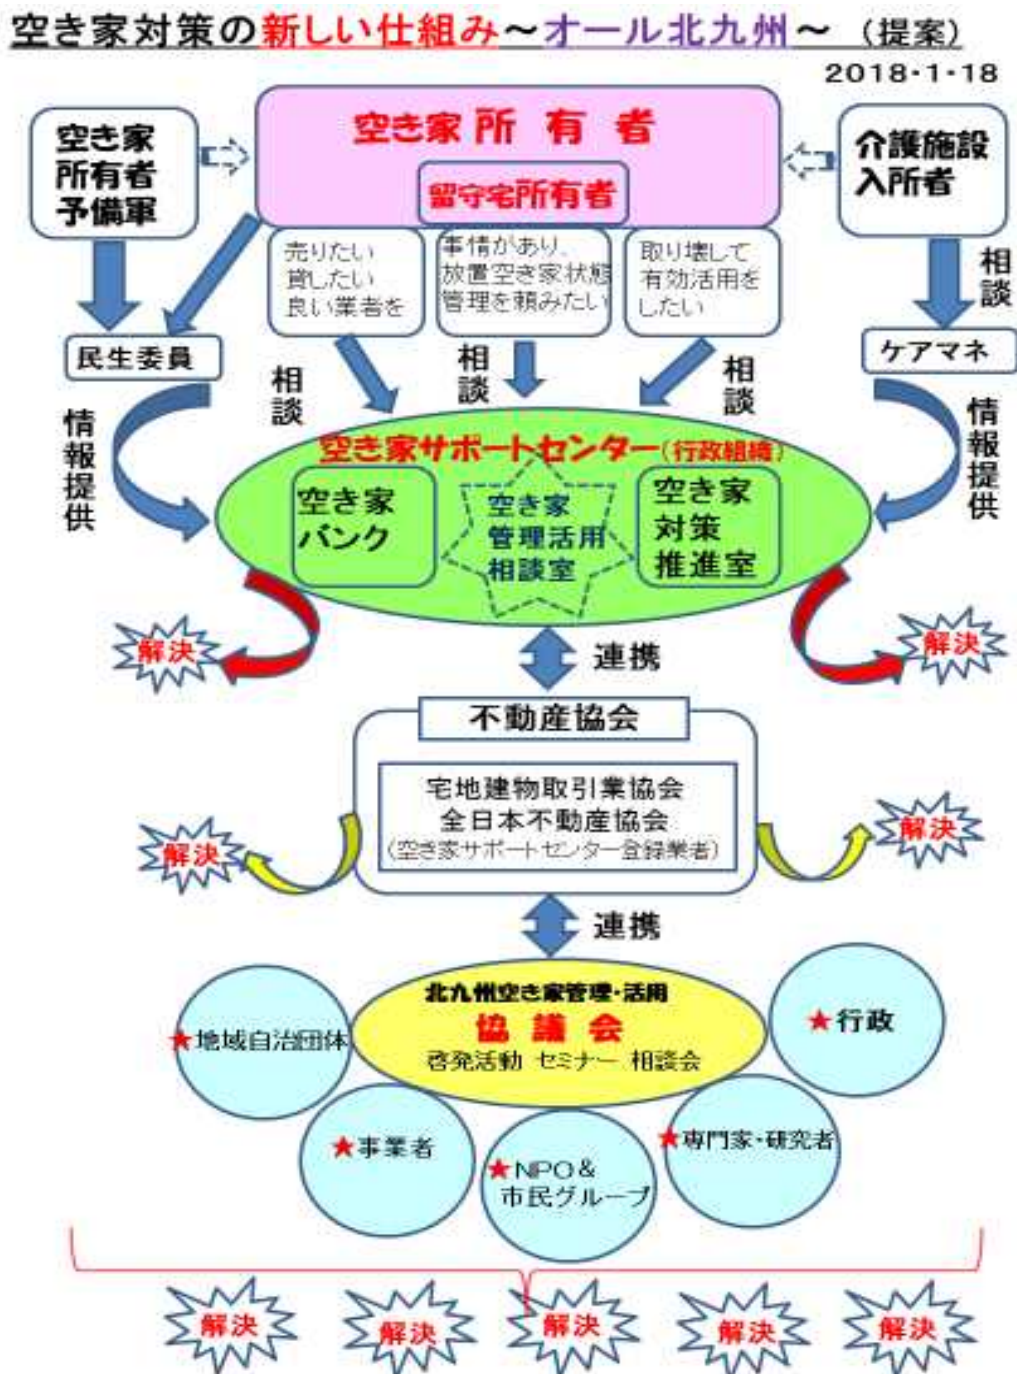 空き家対策の新しい仕組み～オール北九州～ (提案)
2018・1・18
空き家
所有者
予備軍
空き家所有者
留守宅所有者
介護施設
入所者
売りたい
貸したい
良い業者を
事情があり、
放置空き家状態
管理を頼みたい
取り壊して
有効活用を
したい
相談
民生委員
ケアマネ
相談
相談
相談
情報提供
情報提供
空き家サポートセンター(行政組織)
空き家
バンク
空き家
管理活用
相談室
空き家
対策
推進室
解決
解決
連携
不動産協会
宅地建物取引業協会
全日本不動産協会
(空き家サポートセンター登録業者)
解決
解決
連携
北九州空き家管理・活用
協議会
啓発活動 セミナー 相談会
★地域自治団体
★行政
★事業者
★NPO&
市民グループ
★専門家・研究者
解決
解決
解決
解決
解決